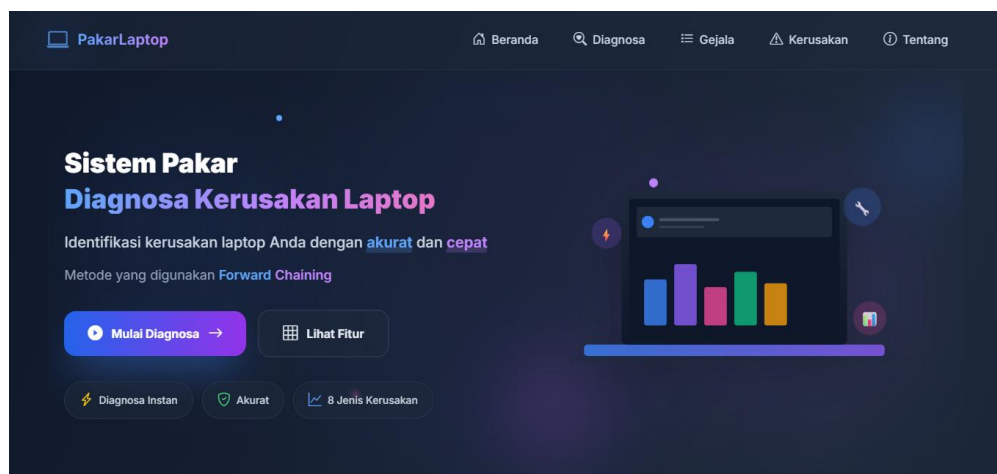 PakarLaptop
Beranda
Diagnosa
Gejala
Kerusakan
Tentang
Sistem Pakar
Diagnosa Kerusakan Laptop
Identifikasi kerusakan laptop Anda dengan akurat dan cepat
Metode yang digunakan Forward Chaining
Mulai Diagnosa →
Lihat Fitur
Diagnosa Instan
Akurat
8 Jenis Kerusakan